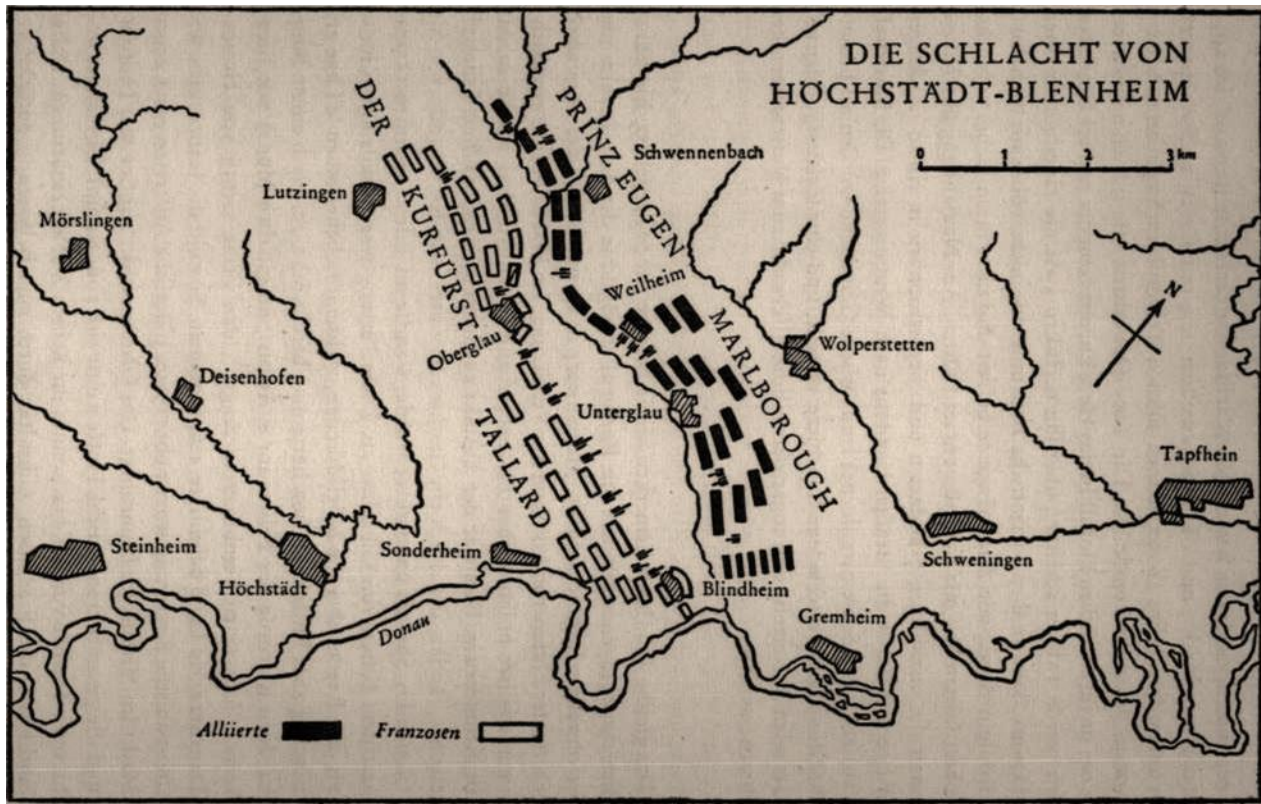 DIE SCHLACHT VON
HÖCHSTÄDT-BLENHEIM
0 1 2 3 km
N
DER KURFÜRST
PRINZ EUGEN
MARLBOROUGH
TALLARD
Schwennenbach
Lutzingen
Mörslingen
Weilheim
Oberglau
Wolperstetten
Deisenhofen
Unterglau
Tapfhein
Steinheim
Höchstädt
Sonderheim
Blindheim
Schweningen
Gremheim
Donau
Alliierte
Franzosen